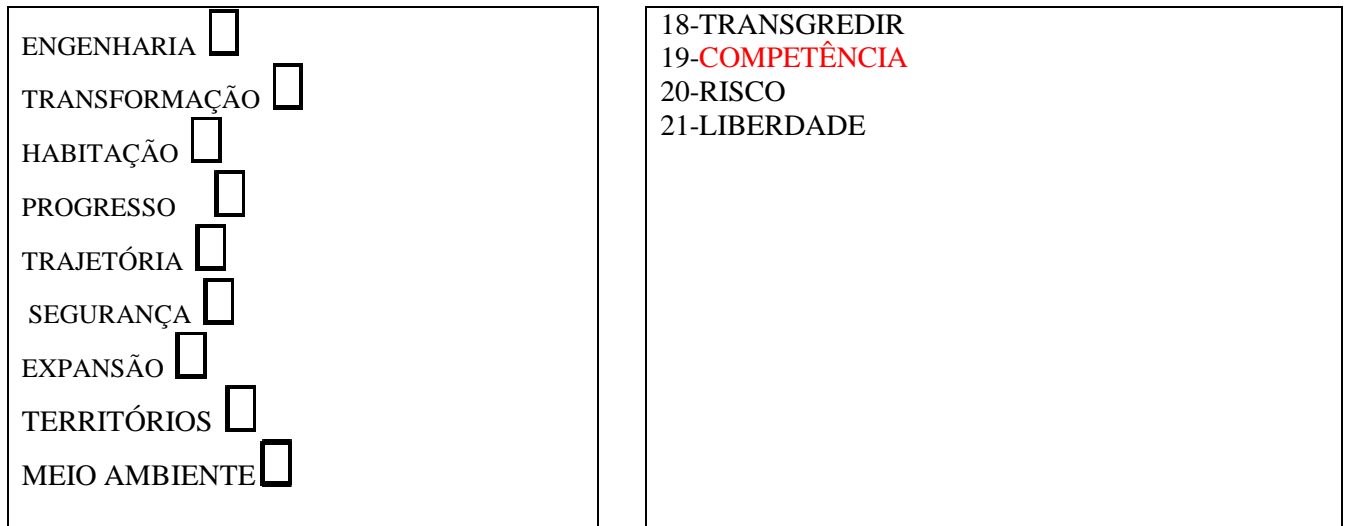 ENGENHARIA
TRANSFORMAÇÃO
HABITAÇÃO
PROGRESSO
TRAJETÓRIA
SEGURANÇA
EXPANSÃO
TERRITÓRIOS
MEIO AMBIENTE
18-TRANSGREDIR
19-COMPETÊNCIA
20-RISCO
21-LIBERDADE